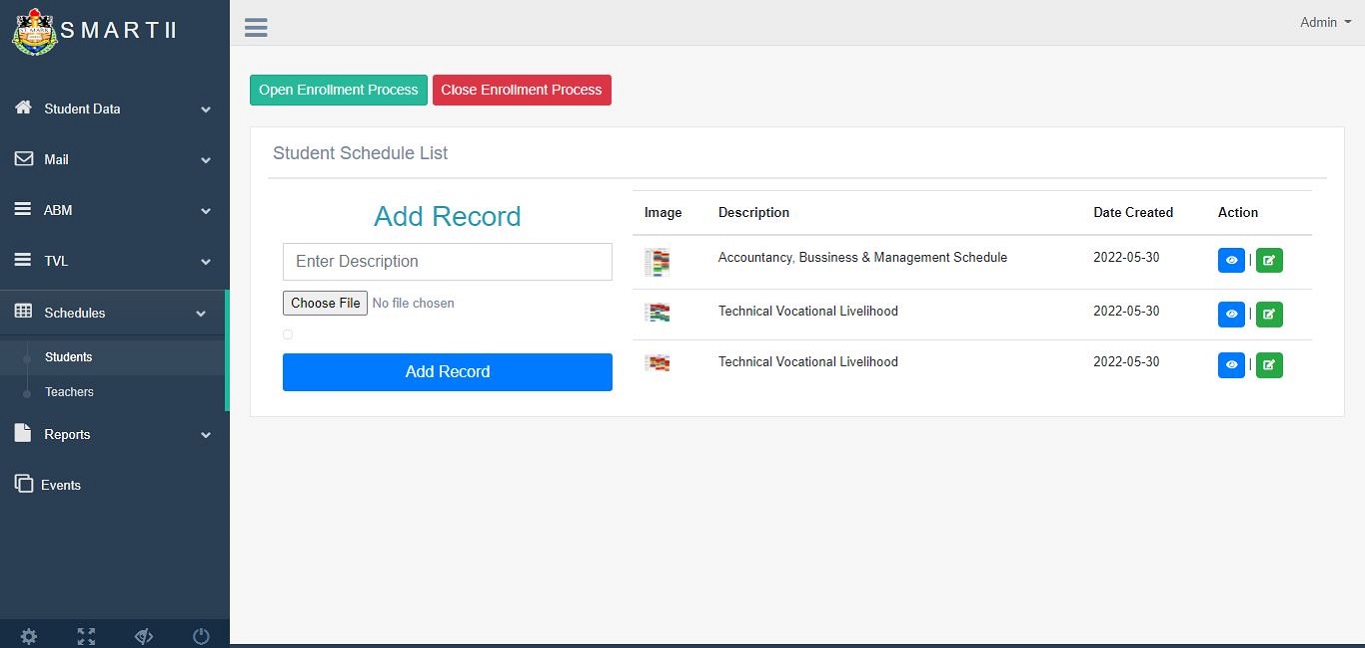 SMARTII
Admin
Student Data
Mail
ABM
TVL
Schedules
Students
Teachers
Reports
Events
Open Enrollment Process Close Enrollment Process
Student Schedule List
Add Record
Enter Description
Choose File No file chosen
Add Record
Image Description Date Created Action
Accountancy, Bussiness & Management Schedule 2022-05-30 |
Technical Vocational Livelihood 2022-05-30 |
Technical Vocational Livelihood 2022-05-30 |